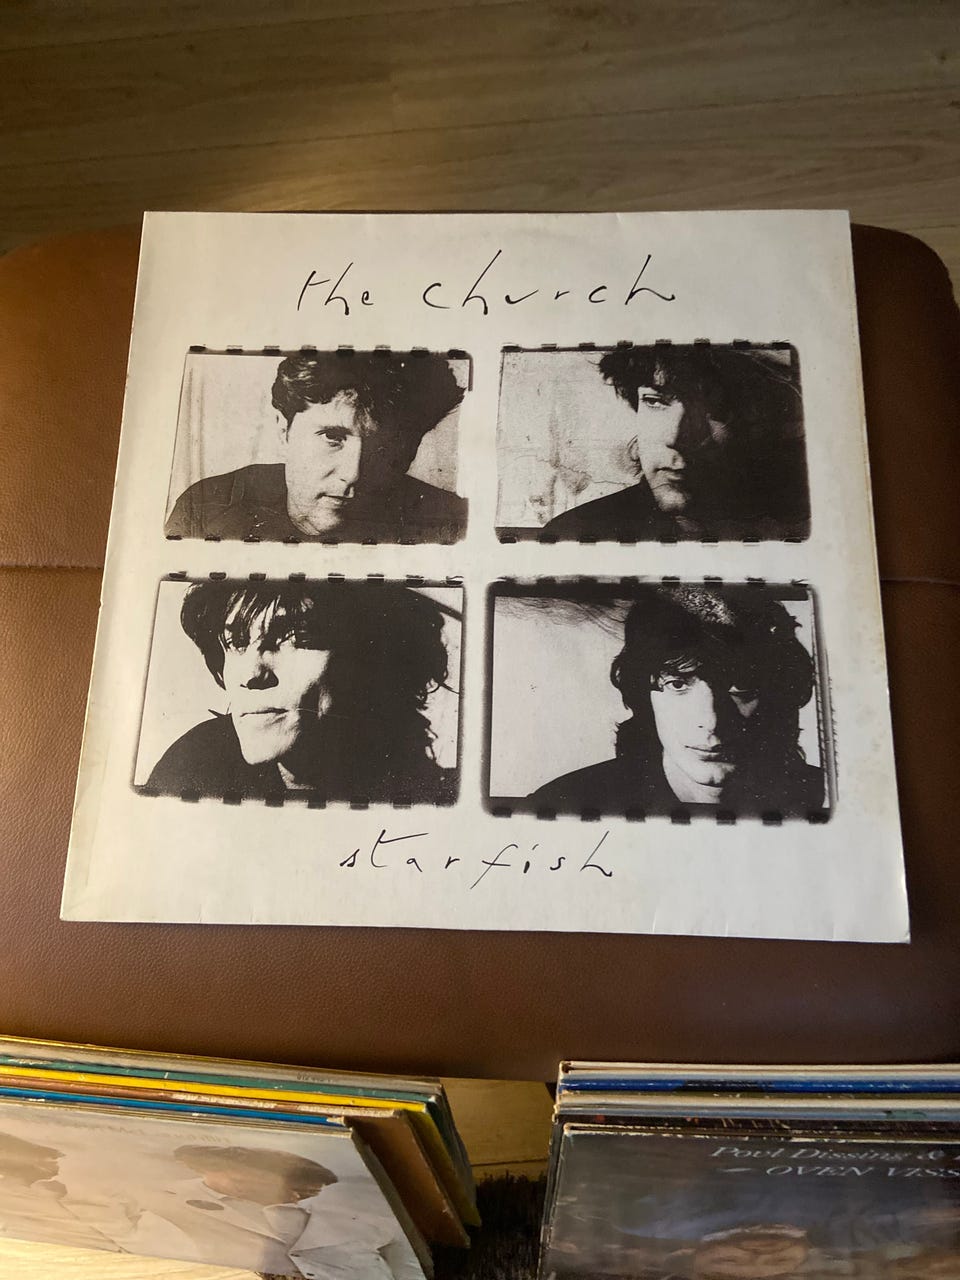 the church
starfish
Povl Dissing &
OVEN VISS